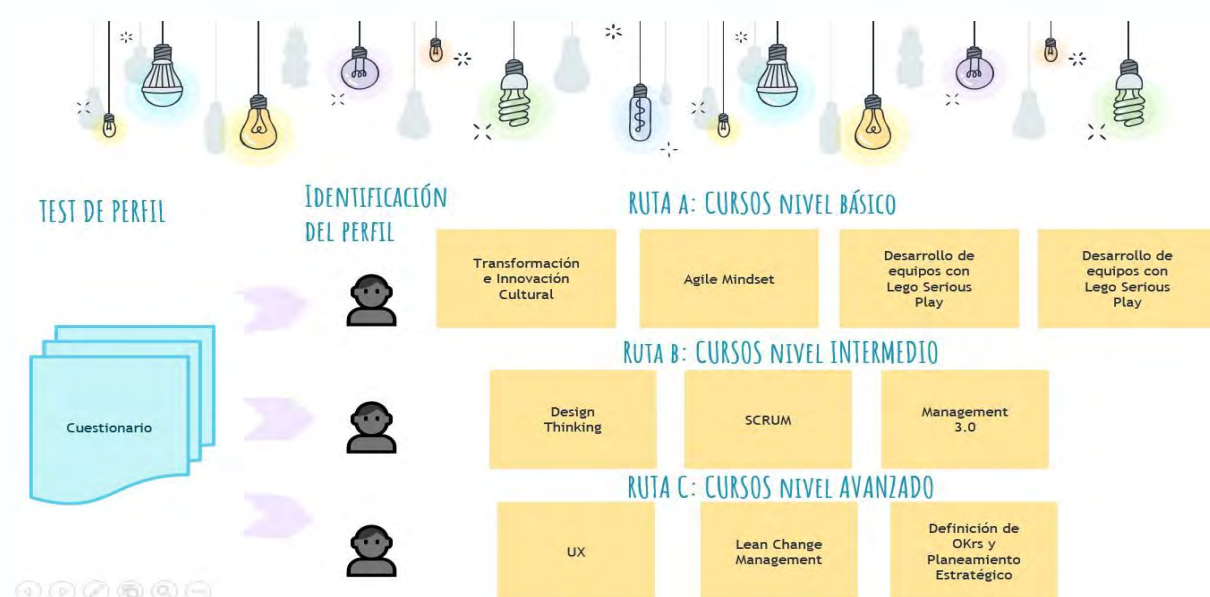 TEST DE PERFIL
Identificación
del perfil
Cuestionario
RUTA A: CURSOS nivel BÁSICO
Transformación
e Innovación
Cultural
Agile Mindset
Desarrollo de
equipos con
Lego Serious
Play
Desarrollo de
equipos con
Lego Serious
Play
Ruta B: CURSOS nivel INTERMEDIO
Design
Thinking
SCRUM
Management
3.0
RUTA C: CURSOS nivel AVANZADO
UX
Lean Change
Management
Definición de
OKrs y
Planeamiento
Estratégico